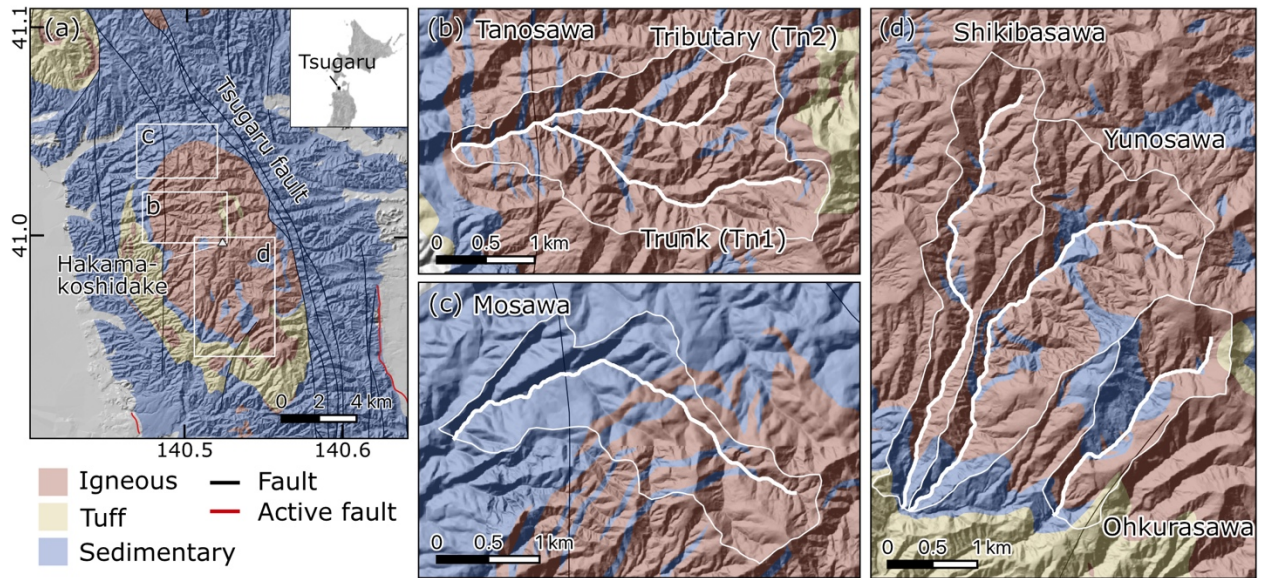 (a)
41.1
41.0
Tsugaru
Tsugaru fault
c
b
d
Hakama-
koshidake
0 2 4 km
140.5 140.6
Igneous
Tuff
Sedimentary
Fault
Active fault
(b) Tanosawa
Tributary (Tn2)
Trunk (Tn1)
0 0.5 1 km
(c) Mosawa
0 0.5 1 km
(d)
Shikibasawa
Yunosawa
Ohkurasawa
0 0.5 1 km